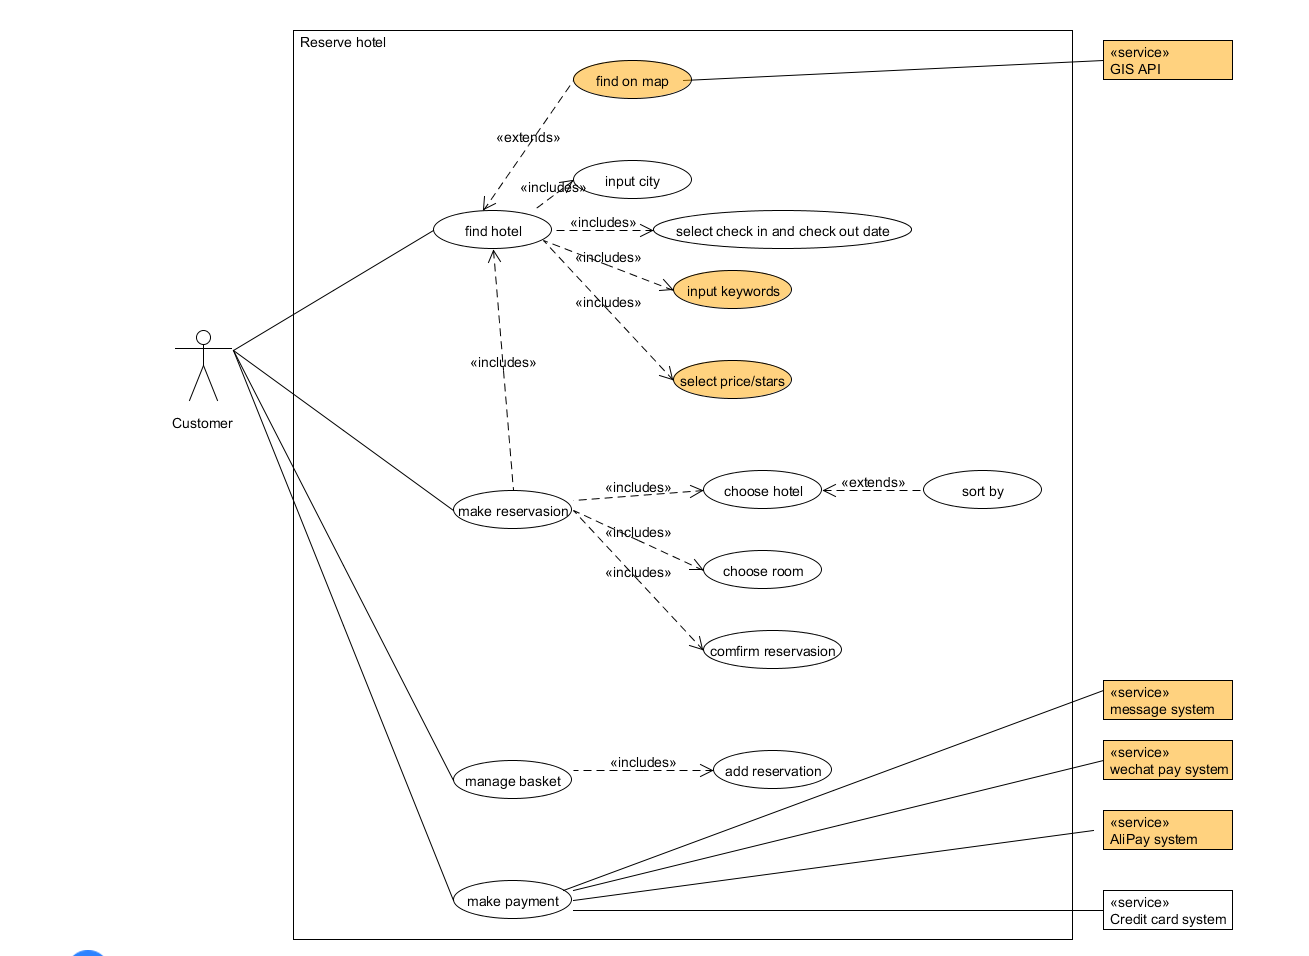 Reserve hotel
«service»
GIS API
find on map
«extends»
input city
«includes»
«includes»
find hotel
select check in and check out date
«includes»
input keywords
«includes»
«includes»
select price/stars
Customer
«includes»
choose hotel
«extends»
sort by
make reservasion
«includes»
«includes»
choose room
comfirm reservasion
«service»
message system
«service»
wechat pay system
manage basket
«includes»
add reservation
«service»
AliPay system
make payment
«service»
Credit card system